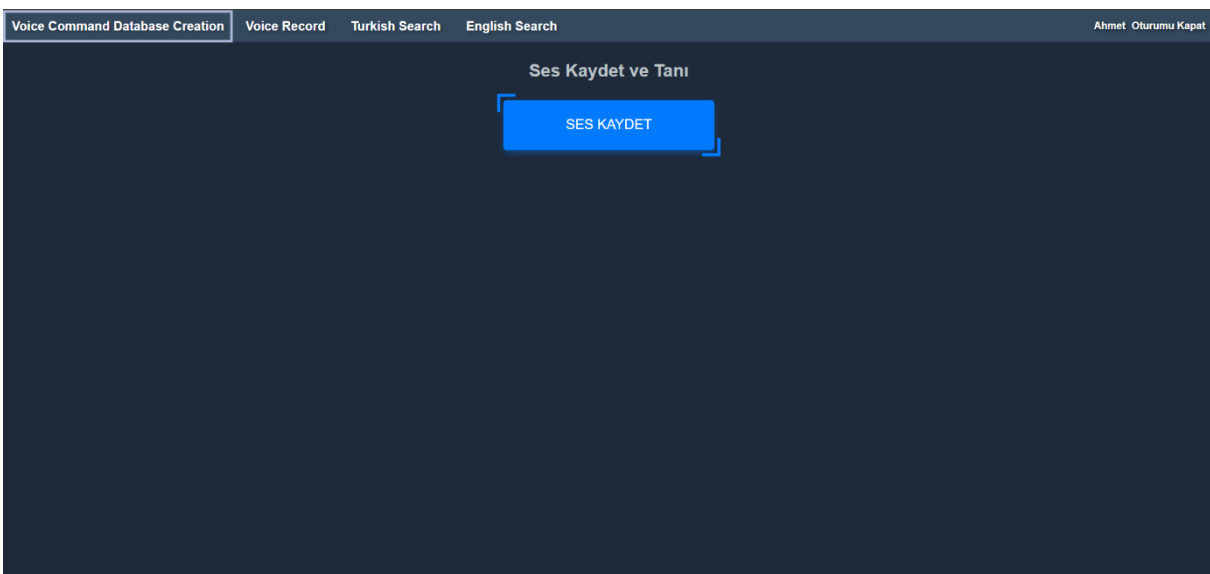 Voice Command Database Creation Voice Record Turkish Search English Search Ahmet Oturumu Kapat
Ses Kaydet ve Tanı
SES KAYDET